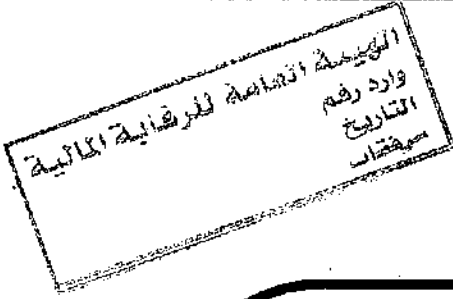 الهيئة العامة للرقابة المالية
وارد رقم
التاريخ
مرفقات